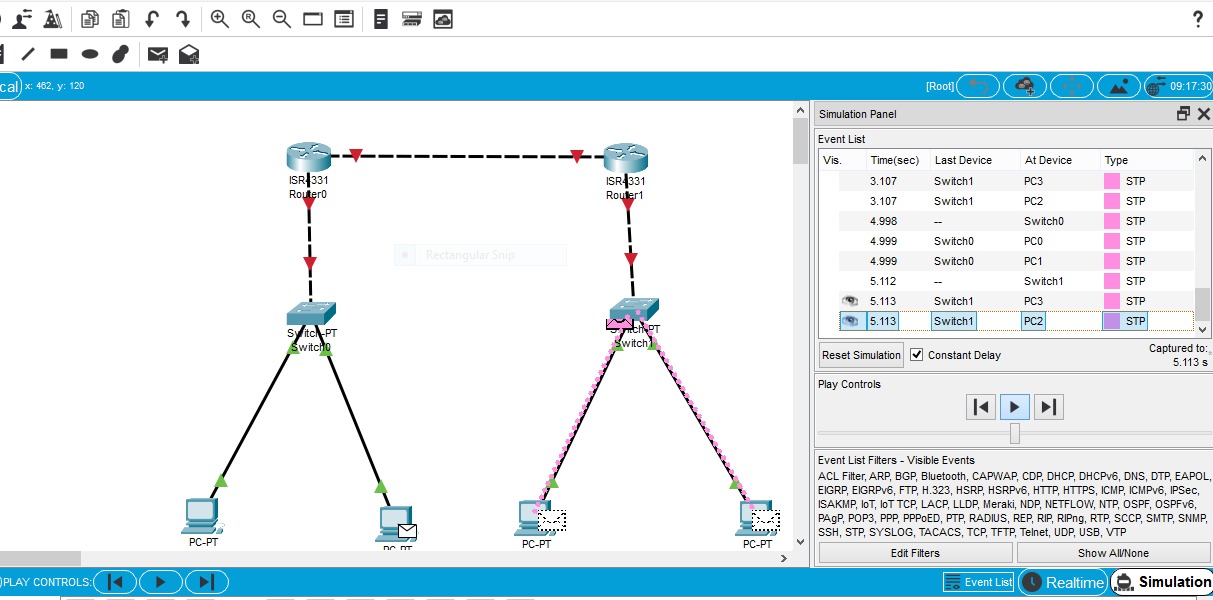 ?
cal
x: 462, y: 120
[Root]
09:17:30
Simulation Panel
Event List
Vis. Time(sec) Last Device At Device Type
3.107 Switch1 PC3 STP
3.107 Switch1 PC2 STP
4.998 -- Switch0 STP
4.999 Switch0 PC0 STP
4.999 Switch0 PC1 STP
5.112 -- Switch1 STP
5.113 Switch1 PC3 STP
5.113 Switch1 PC2 STP
Reset Simulation Constant Delay Captured to:
5.113 s
Play Controls
Event List Filters - Visible Events
ACL Filter, ARP, BGP, Bluetooth, CAPWAP, CDP, DHCP, DHCPv6, DNS, DTP, EAPOL,
EIGRP, EIGRPv6, FTP, H.323, HSRP, HSRPv6, HTTP, HTTPS, ICMP, ICMPv6, IPSec,
ISAKMP, IoT, IoT TCP, LACP, LLDP, Meraki, NDP, NETFLOW, NTP, OSPF, OSPFv6,
PAgP, POP3, PPP, PPPoED, PTP, RADIUS, REP, RIP, RIPng, RTP, SCCP, SMTP, SNMP,
SSH, STP, SYSLOG, TACACS, TCP, TFTP, Telnet, UDP, USB, VTP
Edit Filters Show All/None
ISR4331
Router0
ISR4331
Router1
Rectangular Snip
Switch-PT
Switch0
Switch-PT
Switch1
PC-PT
PC-PT
PC-PT
PC-PT
PLAY CONTROLS:
Event List
Realtime
Simulation